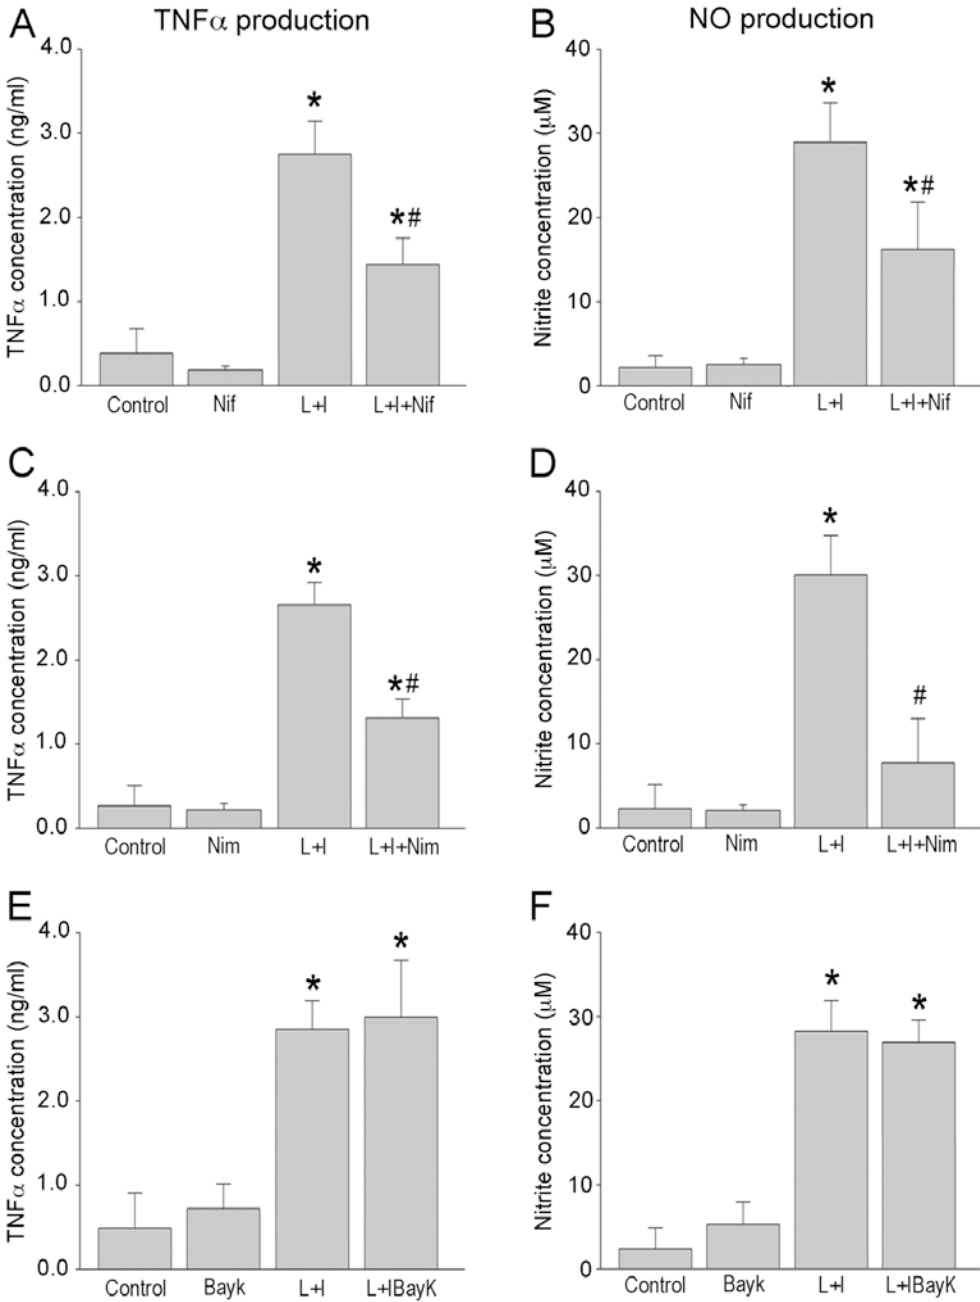 A
TNFα production
4.0
3.0
2.0
1.0
0.0
TNFα concentration (ng/ml)
*
*#
Control Nif L+I L+I+Nif
B
NO production
40
30
20
10
0
Nitrite concentration (μM)
*
*#
Control Nif L+I L+I+Nif
C
4.0
3.0
2.0
1.0
0.0
TNFα concentration (ng/ml)
*
*#
Control Nim L+I L+I+Nim
D
40
30
20
10
0
Nitrite concentration (μM)
*
#
Control Nim L+I L+I+Nim
E
4.0
3.0
2.0
1.0
0.0
TNFα concentration (ng/ml)
*
*
Control Bayk L+I L+IBayK
F
40
30
20
10
0
Nitrite concentration (μM)
*
*
Control Bayk L+I L+IBayK